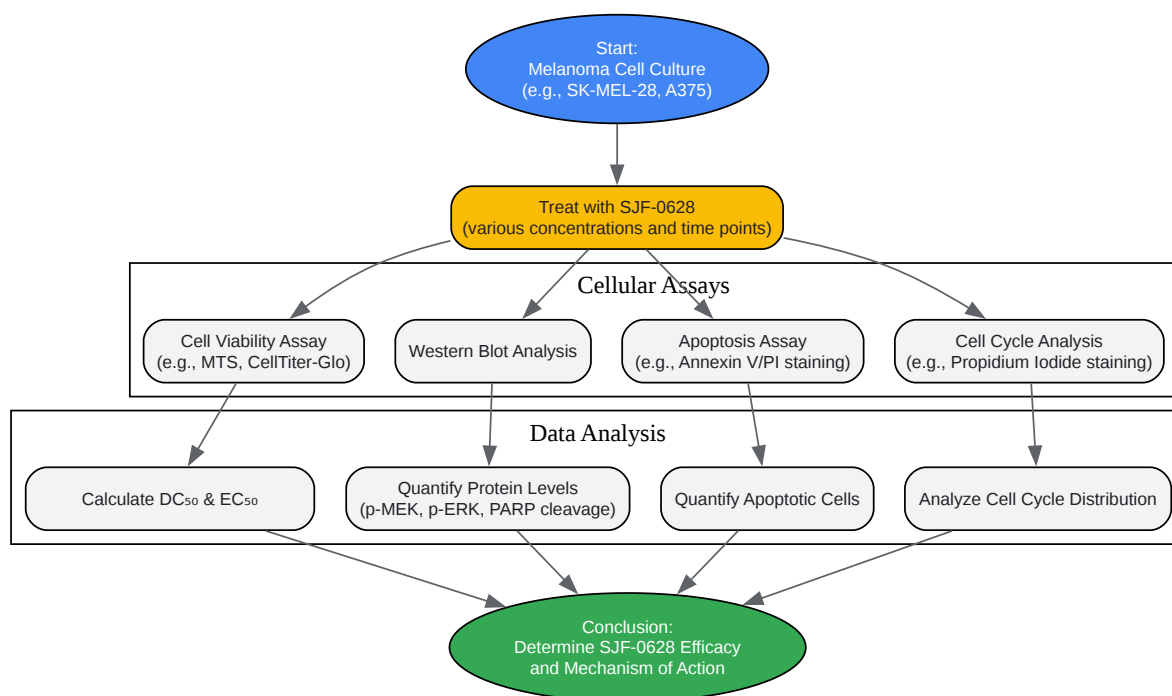 Start:
Melanoma Cell Culture
(e.g., SK-MEL-28, A375)
Treat with SJF-0628
(various concentrations and time points)
Cellular Assays
Cell Viability Assay
(e.g., MTS, CellTiter-Glo)
Western Blot Analysis
Apoptosis Assay
(e.g., Annexin V/PI staining)
Cell Cycle Analysis
(e.g., Propidium Iodide staining)
Data Analysis
Calculate DC₅₀ & EC₅₀
Quantify Protein Levels
(p-MEK, p-ERK, PARP cleavage)
Quantify Apoptotic Cells
Analyze Cell Cycle Distribution
Conclusion:
Determine SJF-0628 Efficacy
and Mechanism of Action